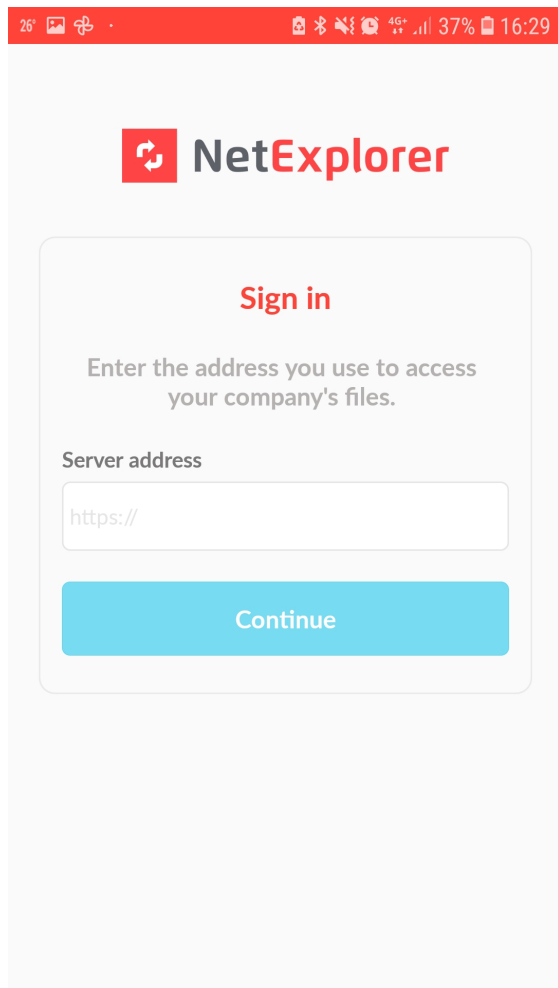 26° 4G+ 37% 16:29
NetExplorer
Sign in
Enter the address you use to access
your company's files.
Server address
https://
Continue